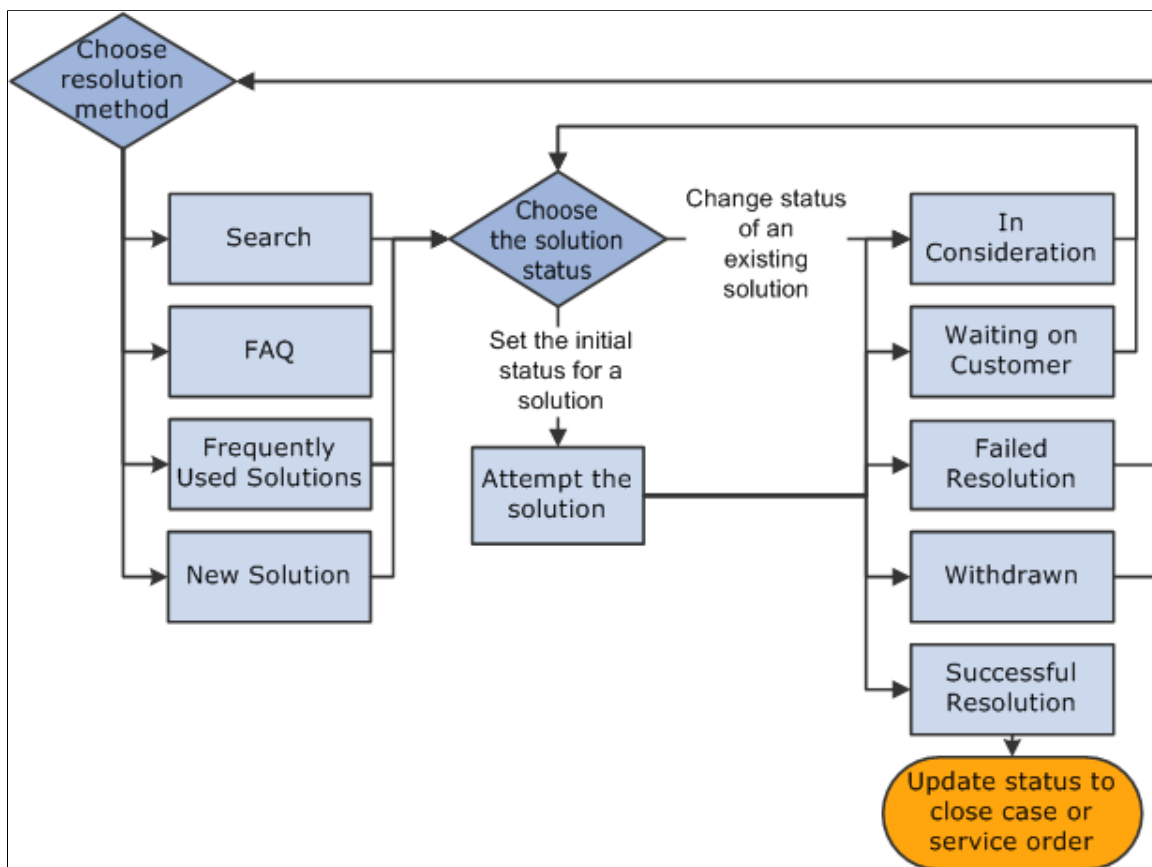 Choose
resolution
method
Search
FAQ
Frequently
Used Solutions
New Solution
Choose
the solution
status
Set the initial
status for a
solution
Attempt the
solution
Change status
of an
existing
solution
In
Consideration
Waiting on
Customer
Failed
Resolution
Withdrawn
Successful
Resolution
Update status to
close case or
service order